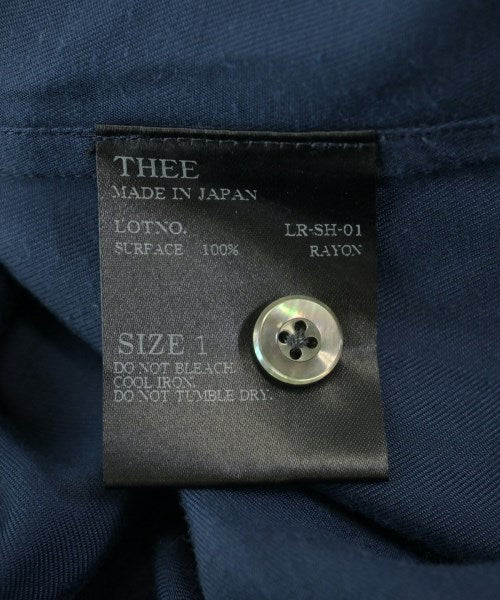 THEE
MADE IN JAPAN
LOTNO. LR-SH-01
SURFACE 100% RAYON
SIZE 1
DO NOT BLEACH.
COOL IRON.
DO NOT TUMBLE DRY.